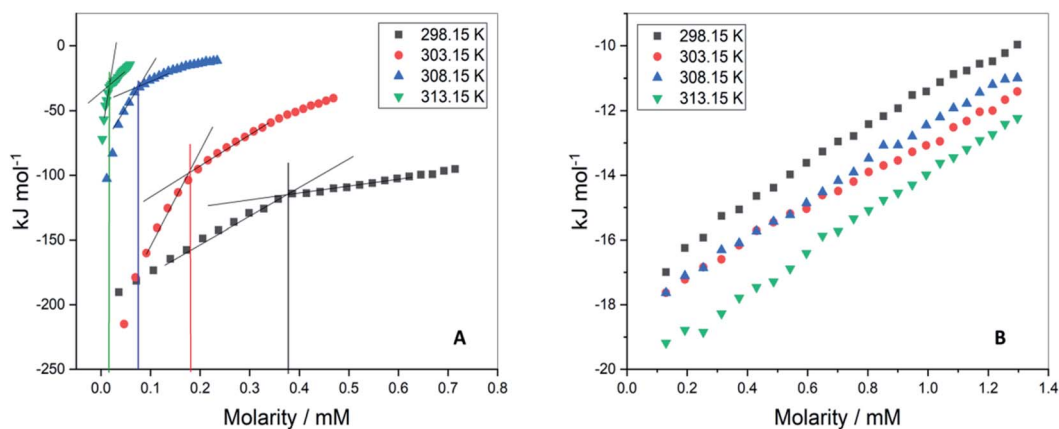 0
-50
-100
-150
-200
-250
kJ mol-1
0.0 0.1 0.2 0.3 0.4 0.5 0.6 0.7 0.8
Molarity / mM
298.15 K
303.15 K
308.15 K
313.15 K
A
-10
-12
-14
-16
-18
-20
kJ mol-1
0.0 0.2 0.4 0.6 0.8 1.0 1.2 1.4
Molarity / mM
298.15 K
303.15 K
308.15 K
313.15 K
B